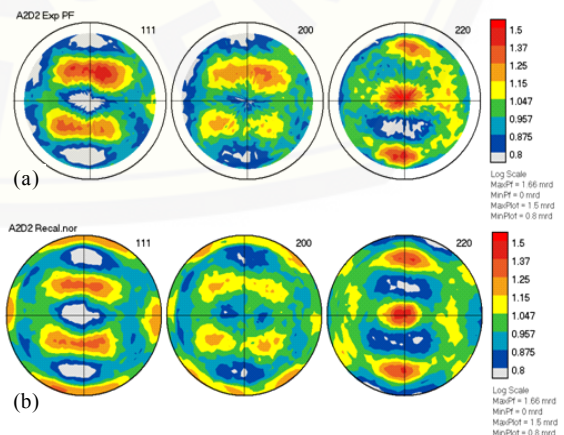 A2D2 Exp PF
111
200
220
1.5
1.37
1.25
1.15
1.047
0.957
0.875
0.8
Log Scale
MaxPf = 1.66 mrd
MinPf = 0 mrd
MaxPlot = 1.5 mrd
MinPlot = 0.8 mrd
(a)
A2D2 Recal.nor
111
200
220
1.5
1.37
1.25
1.15
1.047
0.957
0.875
0.8
Log Scale
MaxPf = 1.66 mrd
MinPf = 0 mrd
MaxPlot = 1.5 mrd
MinPlot = 0.8 mrd
(b)